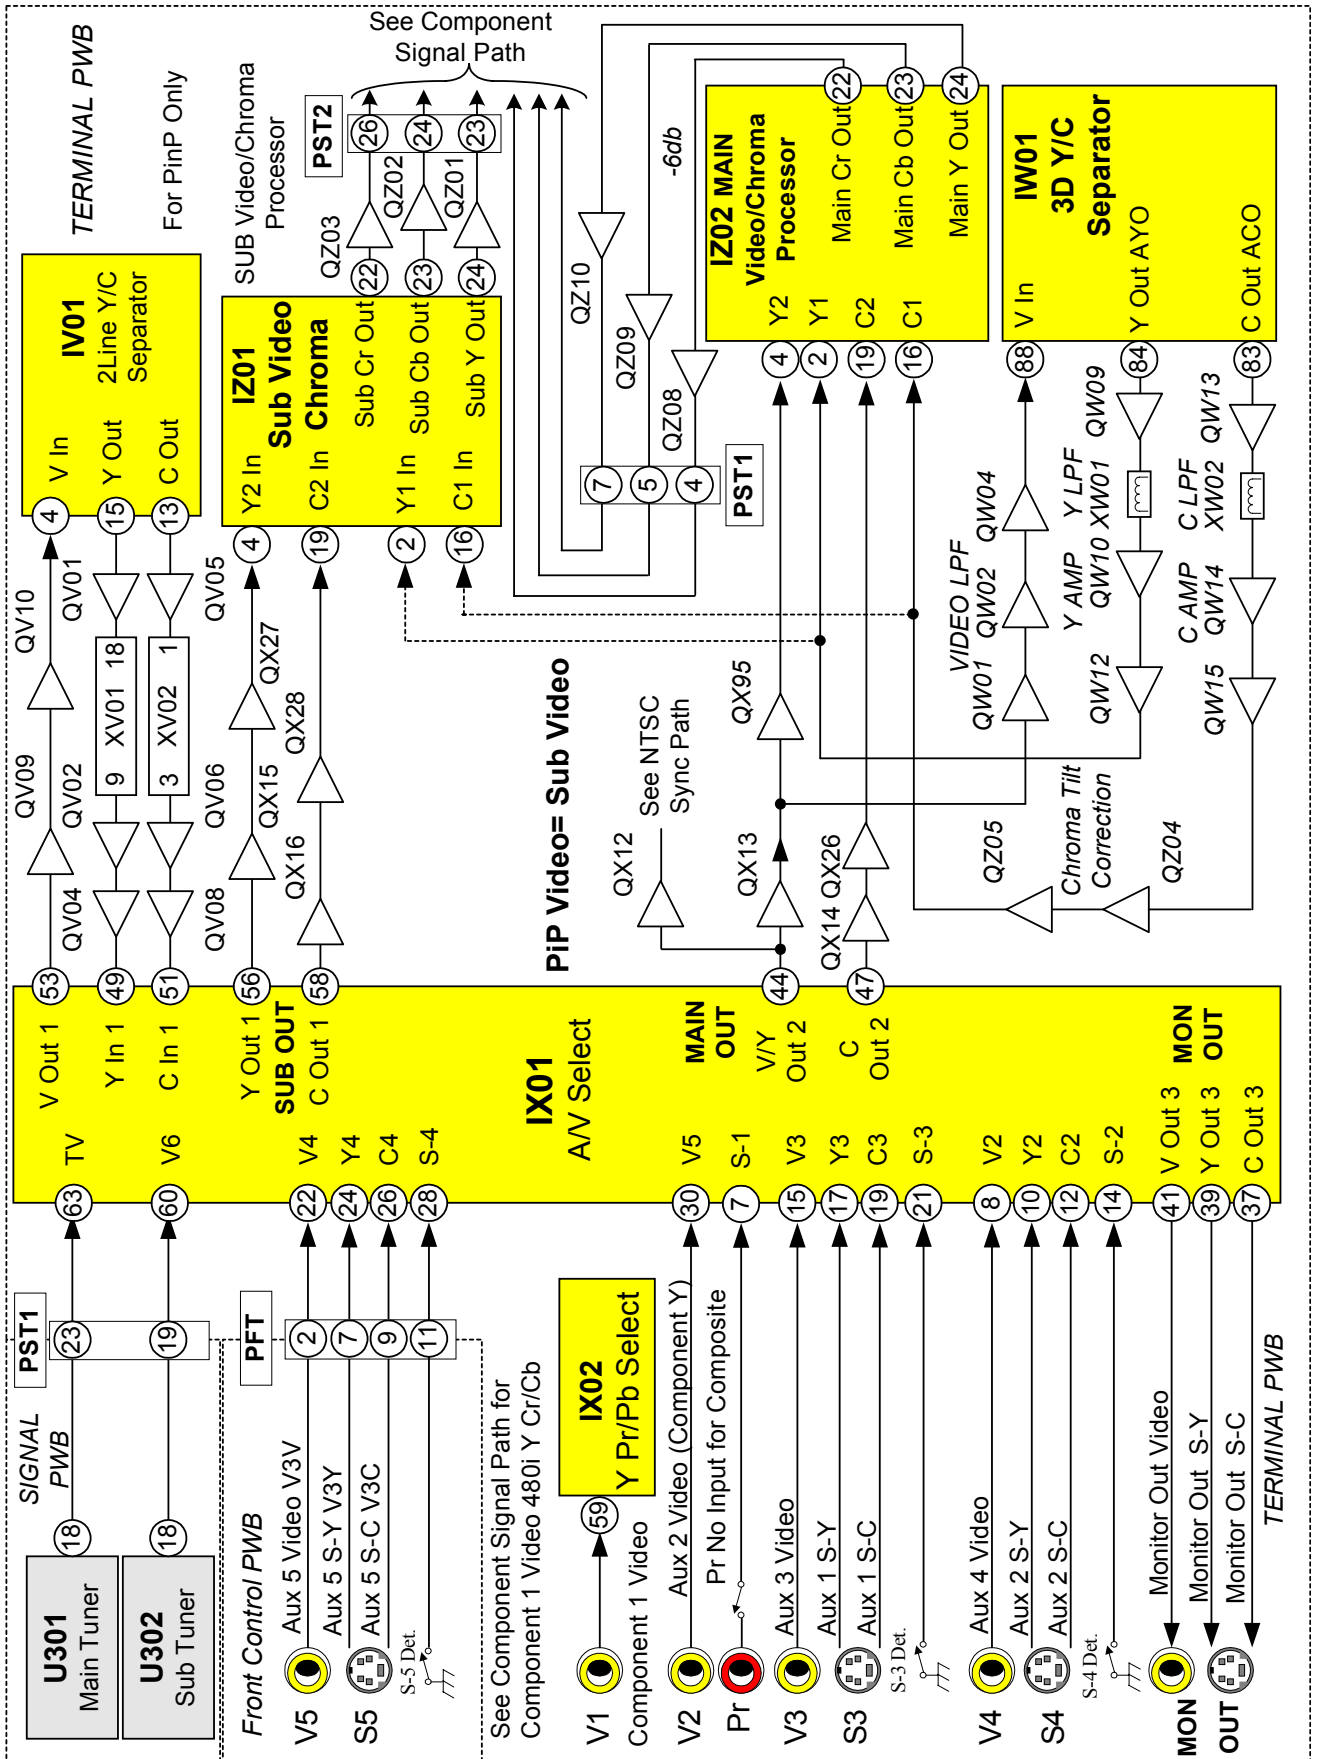 See Component
Signal Path
TERMINAL PWB
For PinP Only
SUB Video/Chroma
Processor
PST2
26
24
23
QZ03
QZ02
QZ01
22
23
24
IV01
2Line Y/C
Separator
V In
Y Out
C Out
4
15
13
IZ01
Sub Video
Chroma
Sub Cr Out
Sub Cb Out
Sub Y Out
Y2 In
C2 In
Y1 In
C1 In
4
19
2
16
QZ10
QZ09
QZ08
-6db
7
5
4
PST1
IZ02 MAIN
Video/Chroma
Processor
22
23
24
Main Cr Out
Main Cb Out
Main Y Out
Y2
Y1
C2
C1
4
2
19
16
IW01
3D Y/C
Separator
V In
Y Out AYO
C Out ACO
88
84
83
QW09
QW13
Y LPF
XW01
C LPF
XW02
QW04
VIDEO LPF
QW02
QW01
Y AMP
QW10
C AMP
QW14
QW12
QW15
QV10
QV01
QV05
18
XV01
9
1
XV02
3
QV09
QV02
QV06
QV04
QV08
QX27
QX28
QX15
QX16
PiP Video= Sub Video
QX95
See NTSC
Sync Path
QX12
QX13
QX14
QX26
QZ05
Chroma Tilt
Correction
QZ04
53
49
51
56
58
44
47
V Out 1
Y In 1
C In 1
Y Out 1
SUB OUT
C Out 1
IX01
A/V Select
MAIN
OUT
V/Y
Out 2
C
Out 2
MON
OUT
TV
V6
V4
Y4
C4
S-4
V5
S-1
V3
Y3
C3
S-3
V2
Y2
C2
S-2
V Out 3
Y Out 3
C Out 3
63
60
22
24
26
28
30
7
15
17
19
21
8
10
12
14
41
39
37
PST1
23
19
PFT
2
7
9
11
SIGNAL
PWB
18
18
U301
Main Tuner
U302
Sub Tuner
Front Control PWB
Aux 5 Video V3V
Aux 5 S-Y V3Y
Aux 5 S-C V3C
S-5 Det.
V5
S5
See Component Signal Path for
Component 1 Video 480i Y Cr/Cb
IX02
Y Pr/Pb Select
59
V1
Component 1 Video
Aux 2 Video (Component Y)
V2
Pr No Input for Composite
Pr
Aux 3 Video
V3
Aux 1 S-Y
Aux 1 S-C
S3
S-3 Det.
Aux 4 Video
V4
Aux 2 S-Y
Aux 2 S-C
S4
S-4 Det.
Monitor Out Video
Monitor Out S-Y
Monitor Out S-C
MON
OUT
TERMINAL PWB